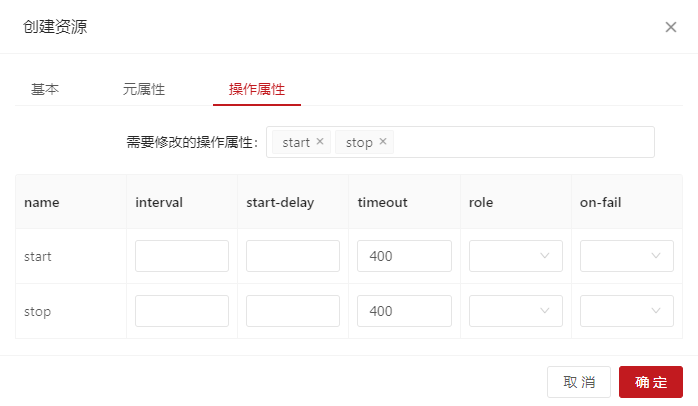 创建资源
基本 元属性 操作属性
需要修改的操作属性: start × stop ×
name interval start-delay timeout role on-fail
start 400
stop 400
取 消 确 定